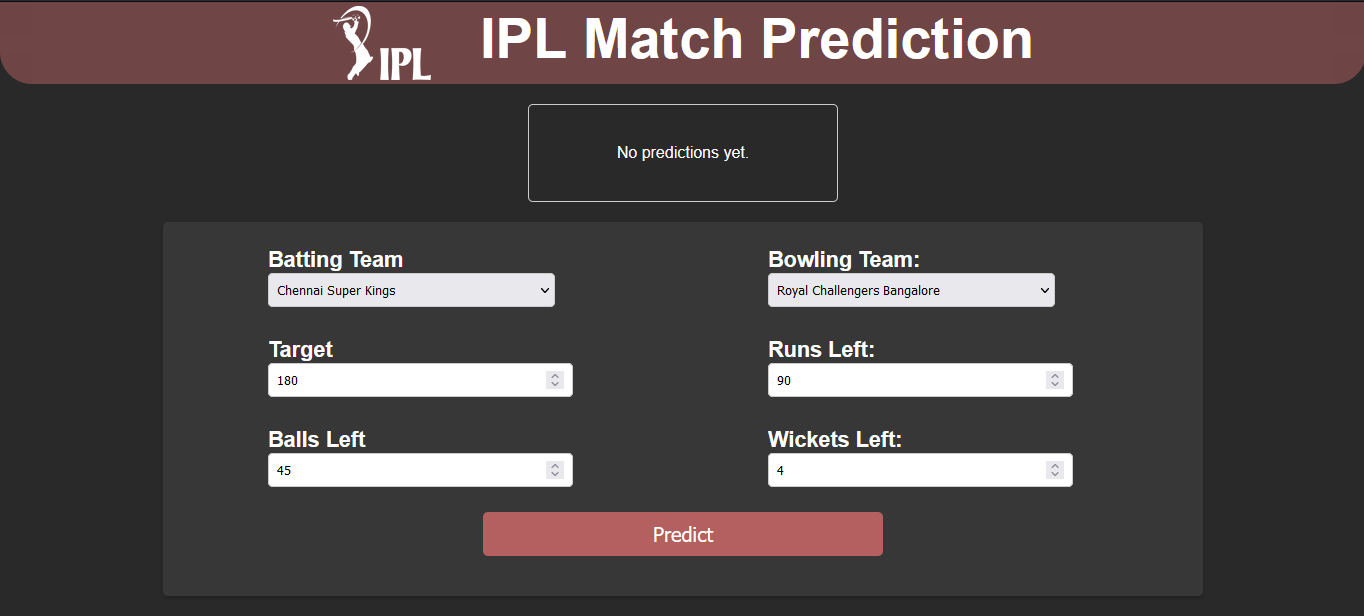 IPL
IPL Match Prediction
No predictions yet.
Batting Team
Bowling Team:
Chennai Super Kings
Royal Challengers Bangalore
Target
Runs Left:
180
90
Balls Left
Wickets Left:
45
4
Predict